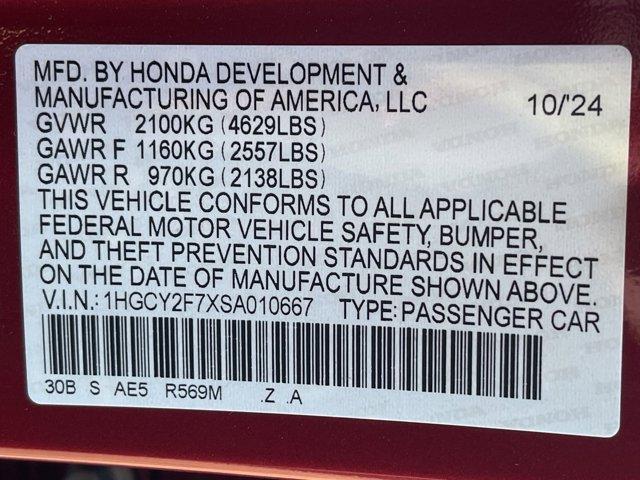 MFD. BY HONDA DEVELOPMENT &
MANUFACTURING OF AMERICA, LLC 10/'24
GVWR 2100KG (4629LBS)
GAWR F 1160KG (2557LBS)
GAWR R 970KG (2138LBS)
THIS VEHICLE CONFORMS TO ALL APPLICABLE
FEDERAL MOTOR VEHICLE SAFETY, BUMPER,
AND THEFT PREVENTION STANDARDS IN EFFECT
ON THE DATE OF MANUFACTURE SHOWN ABOVE.
V.I.N.: 1HGCY2F7XSA010667 TYPE: PASSENGER CAR
30B S AE5 R569M .Z .A